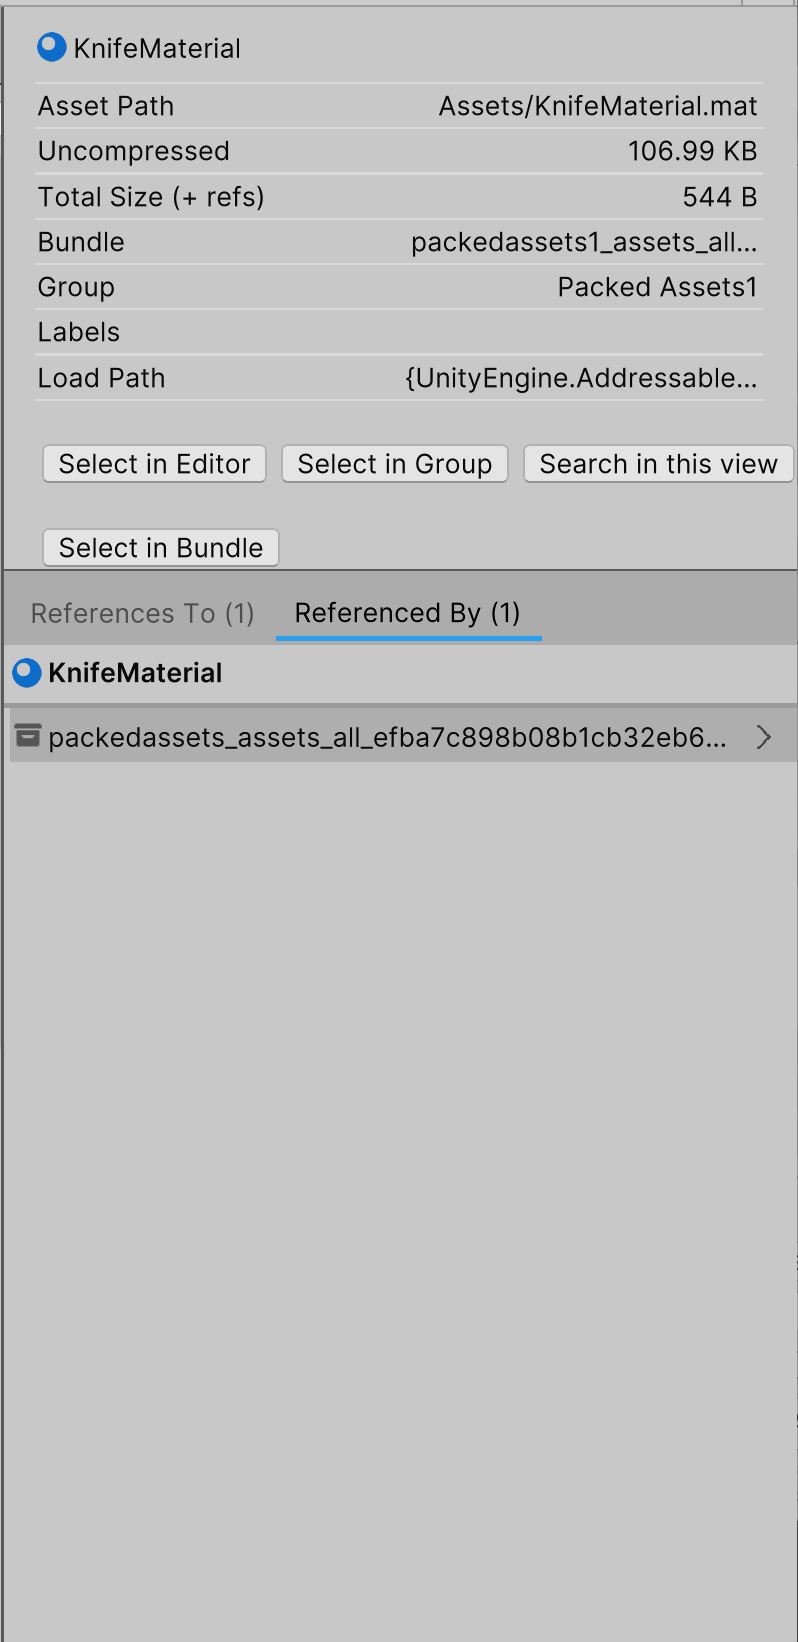 KnifeMaterial
Asset Path Assets/KnifeMaterial.mat
Uncompressed 106.99 KB
Total Size (+ refs) 544 B
Bundle packedassets1_assets_all...
Group Packed Assets1
Labels
Load Path {UnityEngine.Addressable...
Select in Editor Select in Group Search in this view
Select in Bundle
References To (1) Referenced By (1)
KnifeMaterial
packedassets_assets_all_efba7c898b08b1cb32eb6...